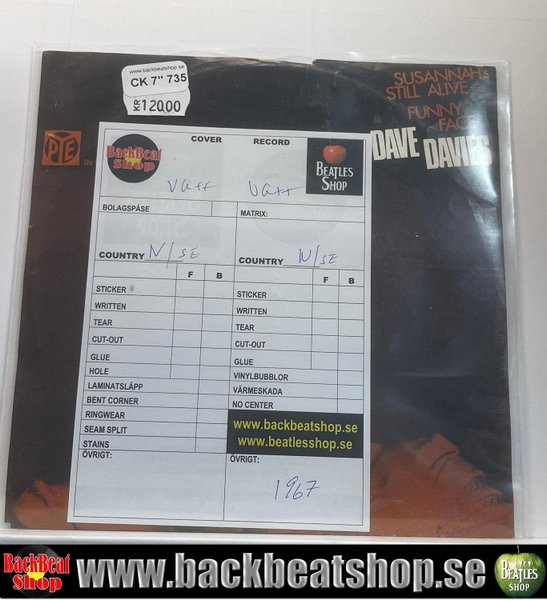 www.backbeatshop.se
CK 7" 735
KR 120.00
SUSANNAH'S
STILL ALIVE
FUNNY
FACE
DAVE DAVIES
PYE
7N
BackBeat
Shop
COVER
RECORD
BEATLES
SHOP
BOLAGSPÅSE
MATRIX:
COUNTRY N/SE
COUNTRY N/SE
F B
F B
STICKER
STICKER
WRITTEN
WRITTEN
TEAR
TEAR
CUT-OUT
CUT-OUT
GLUE
GLUE
HOLE
VINYLBUBBLOR
LAMINATSLÄPP
VÄRMESKADA
BENT CORNER
NO CENTER
RINGWEAR
SEAM SPLIT
STAINS
www.backbeatshop.se
www.beatlesshop.se
ÖVRIGT:
ÖVRIGT:
1967
BackBeat
Shop
www.backbeatshop.se
BEATLES
SHOP